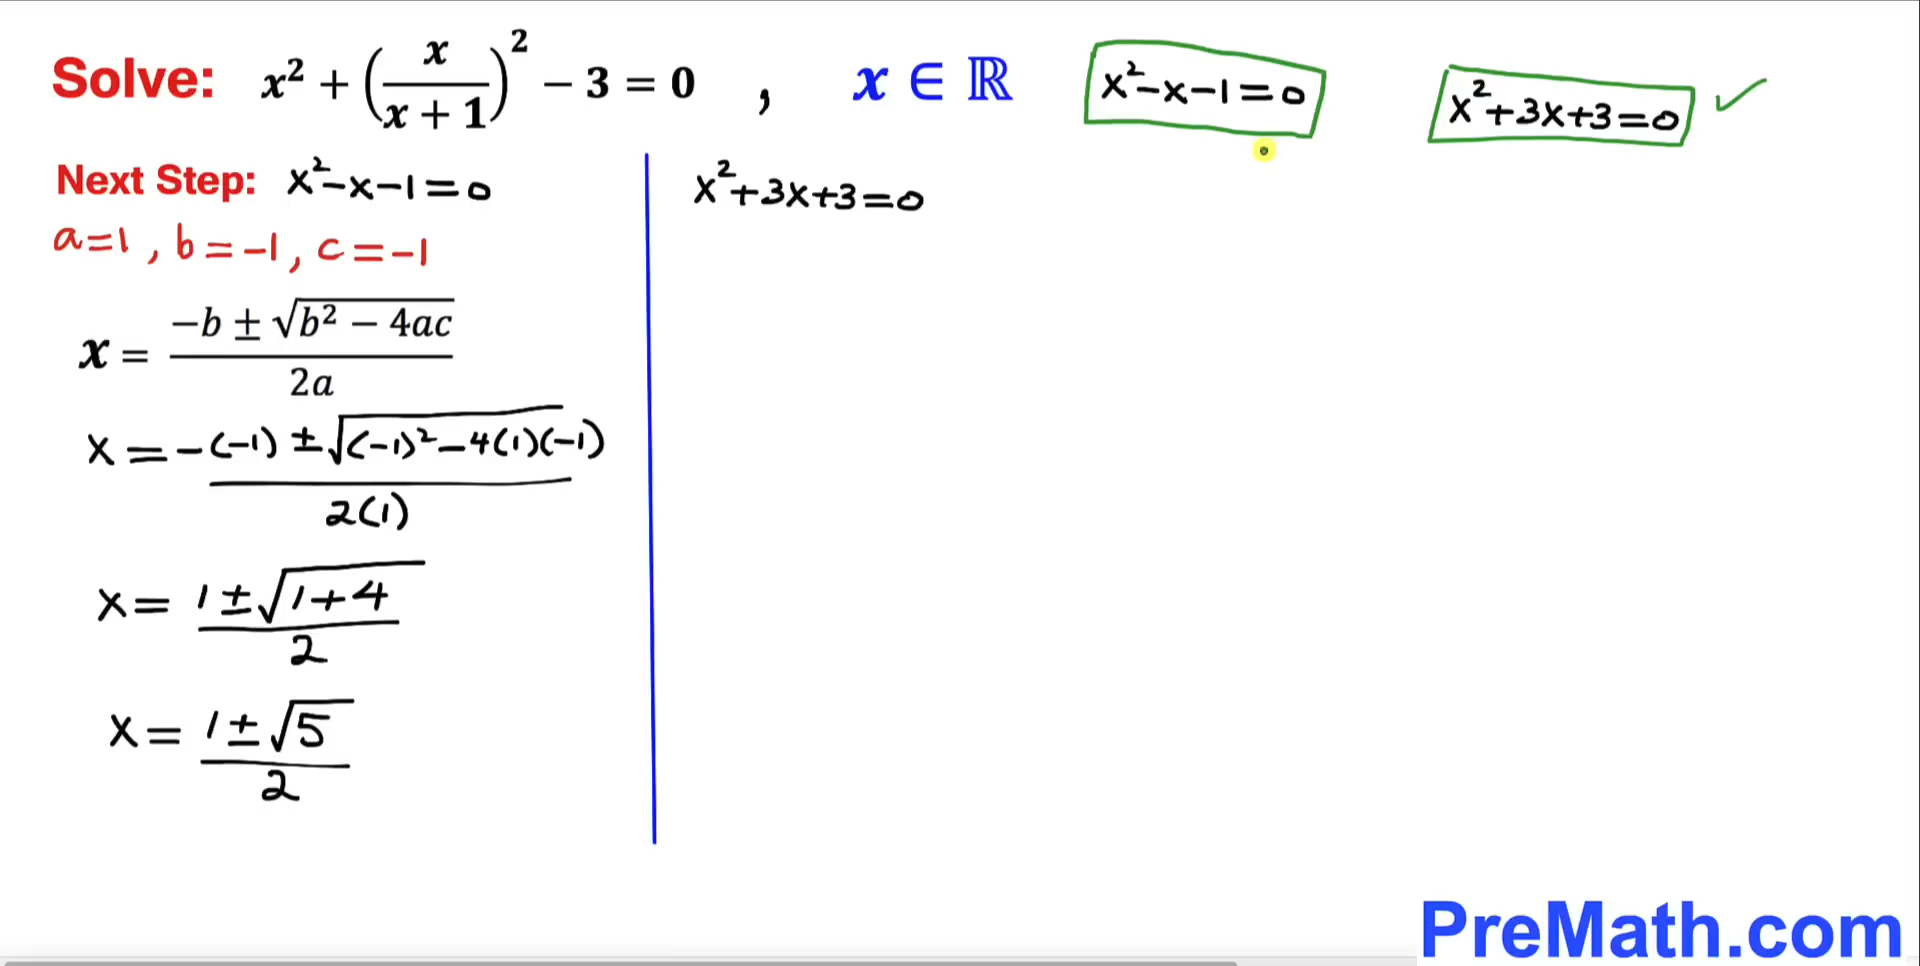 Solve: x² + (x/(x + 1))² − 3 = 0 , x ∈ ℝ
x²−x−1=0
x²+3x+3=0 ✓
Next Step: x²−x−1=0
a=1, b=−1, c=−1
x = (−b ± √(b² − 4ac))/(2a)
x = −(−1) ± √((−1)²−4(1)(−1)) / 2(1)
x = (1±√(1+4))/2
x = (1±√5)/2
x²+3x+3=0
PreMath.com